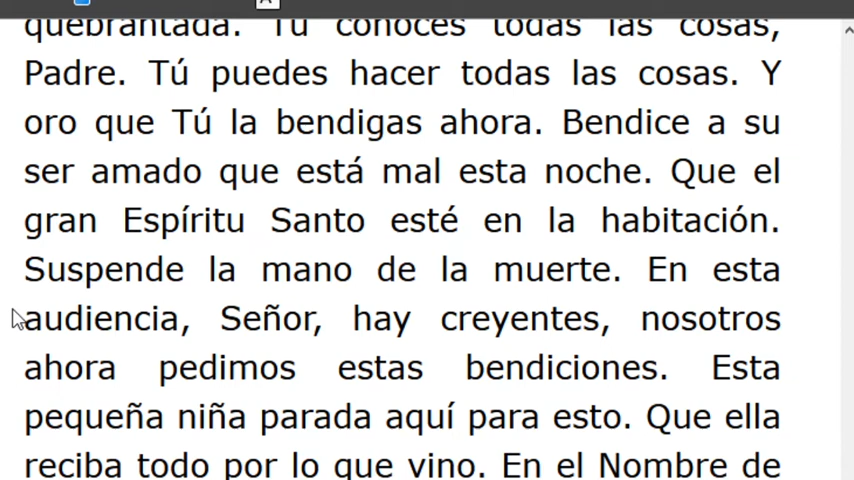 quebrantada. Tú conoces todas las cosas,
Padre. Tú puedes hacer todas las cosas. Y
oro que Tú la bendigas ahora. Bendice a su
ser amado que está mal esta noche. Que el
gran Espíritu Santo esté en la habitación.
Suspende la mano de la muerte. En esta
audiencia, Señor, hay creyentes, nosotros
ahora pedimos estas bendiciones. Esta
pequeña niña parada aquí para esto. Que ella
reciba todo por lo que vino. En el Nombre de